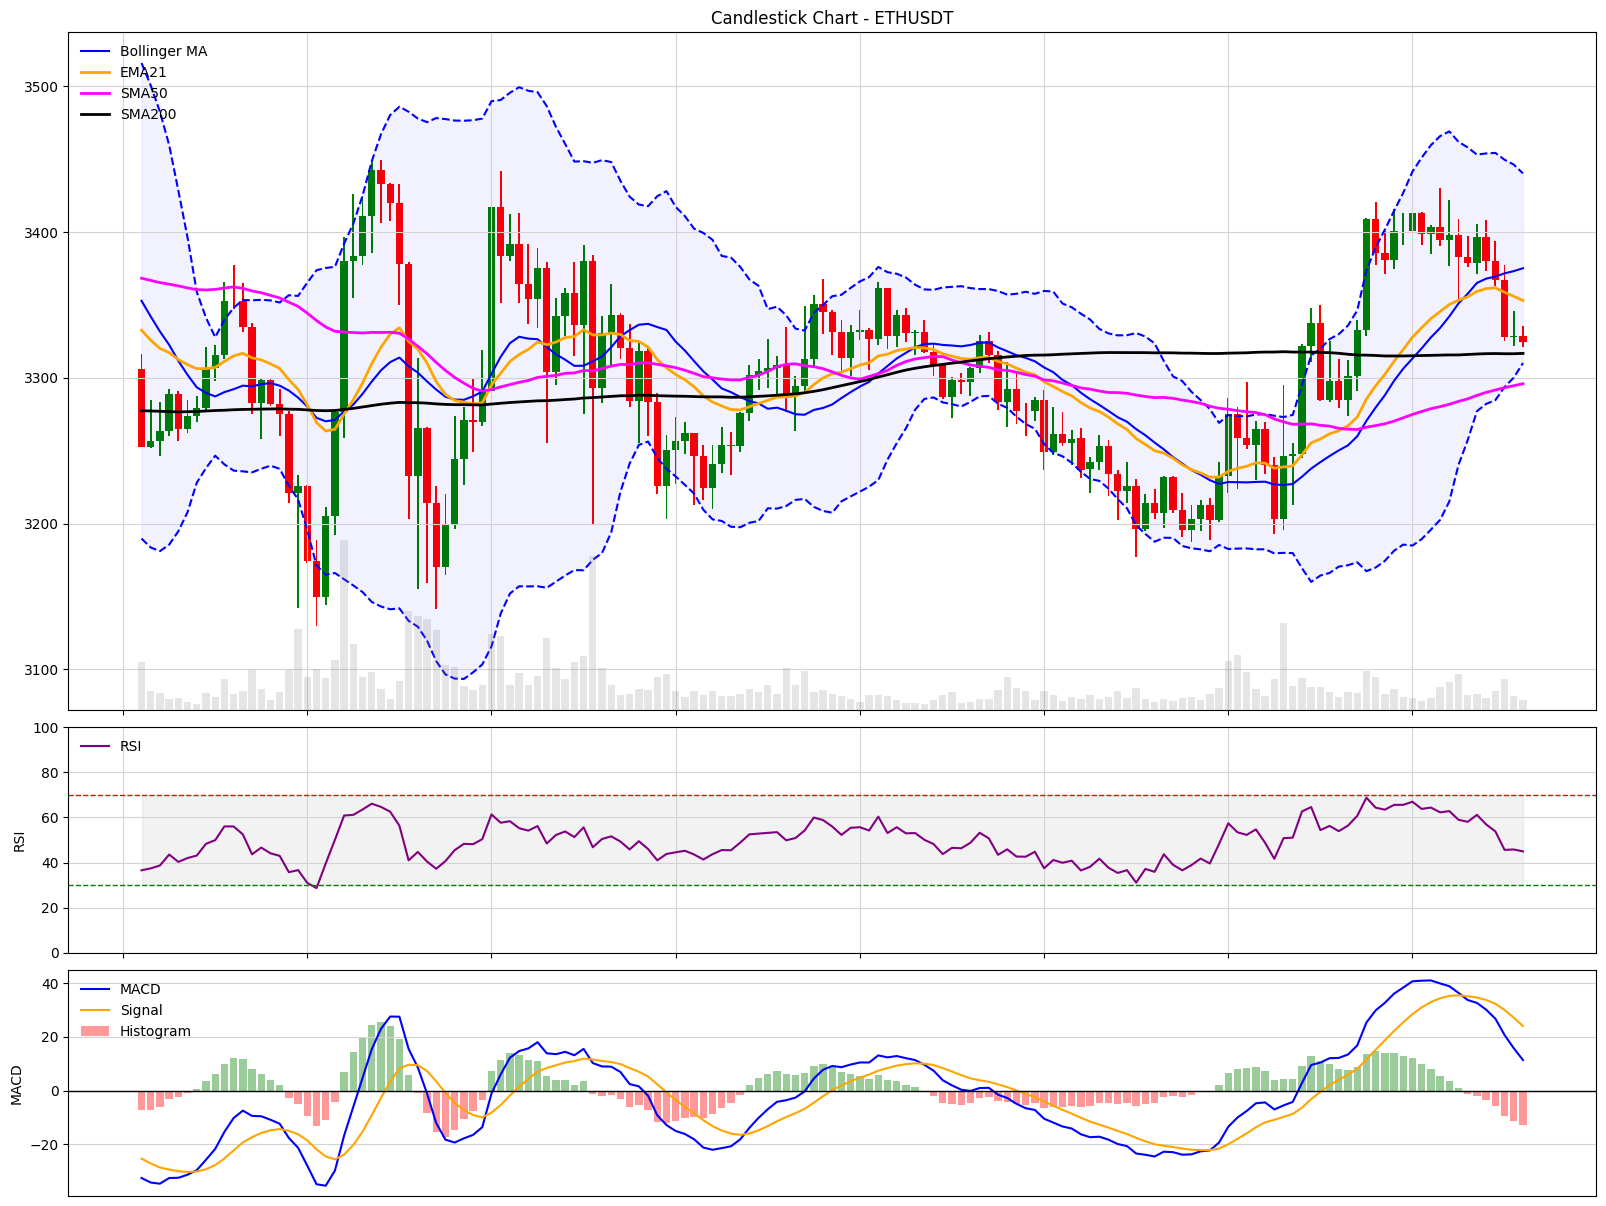 Candlestick Chart - ETHUSDT
Bollinger MA
EMA21
SMA50
SMA200
3500
3400
3300
3200
3100
RSI
100
80
60
40
20
0
RSI
MACD
Signal
Histogram
40
20
0
−20
MACD